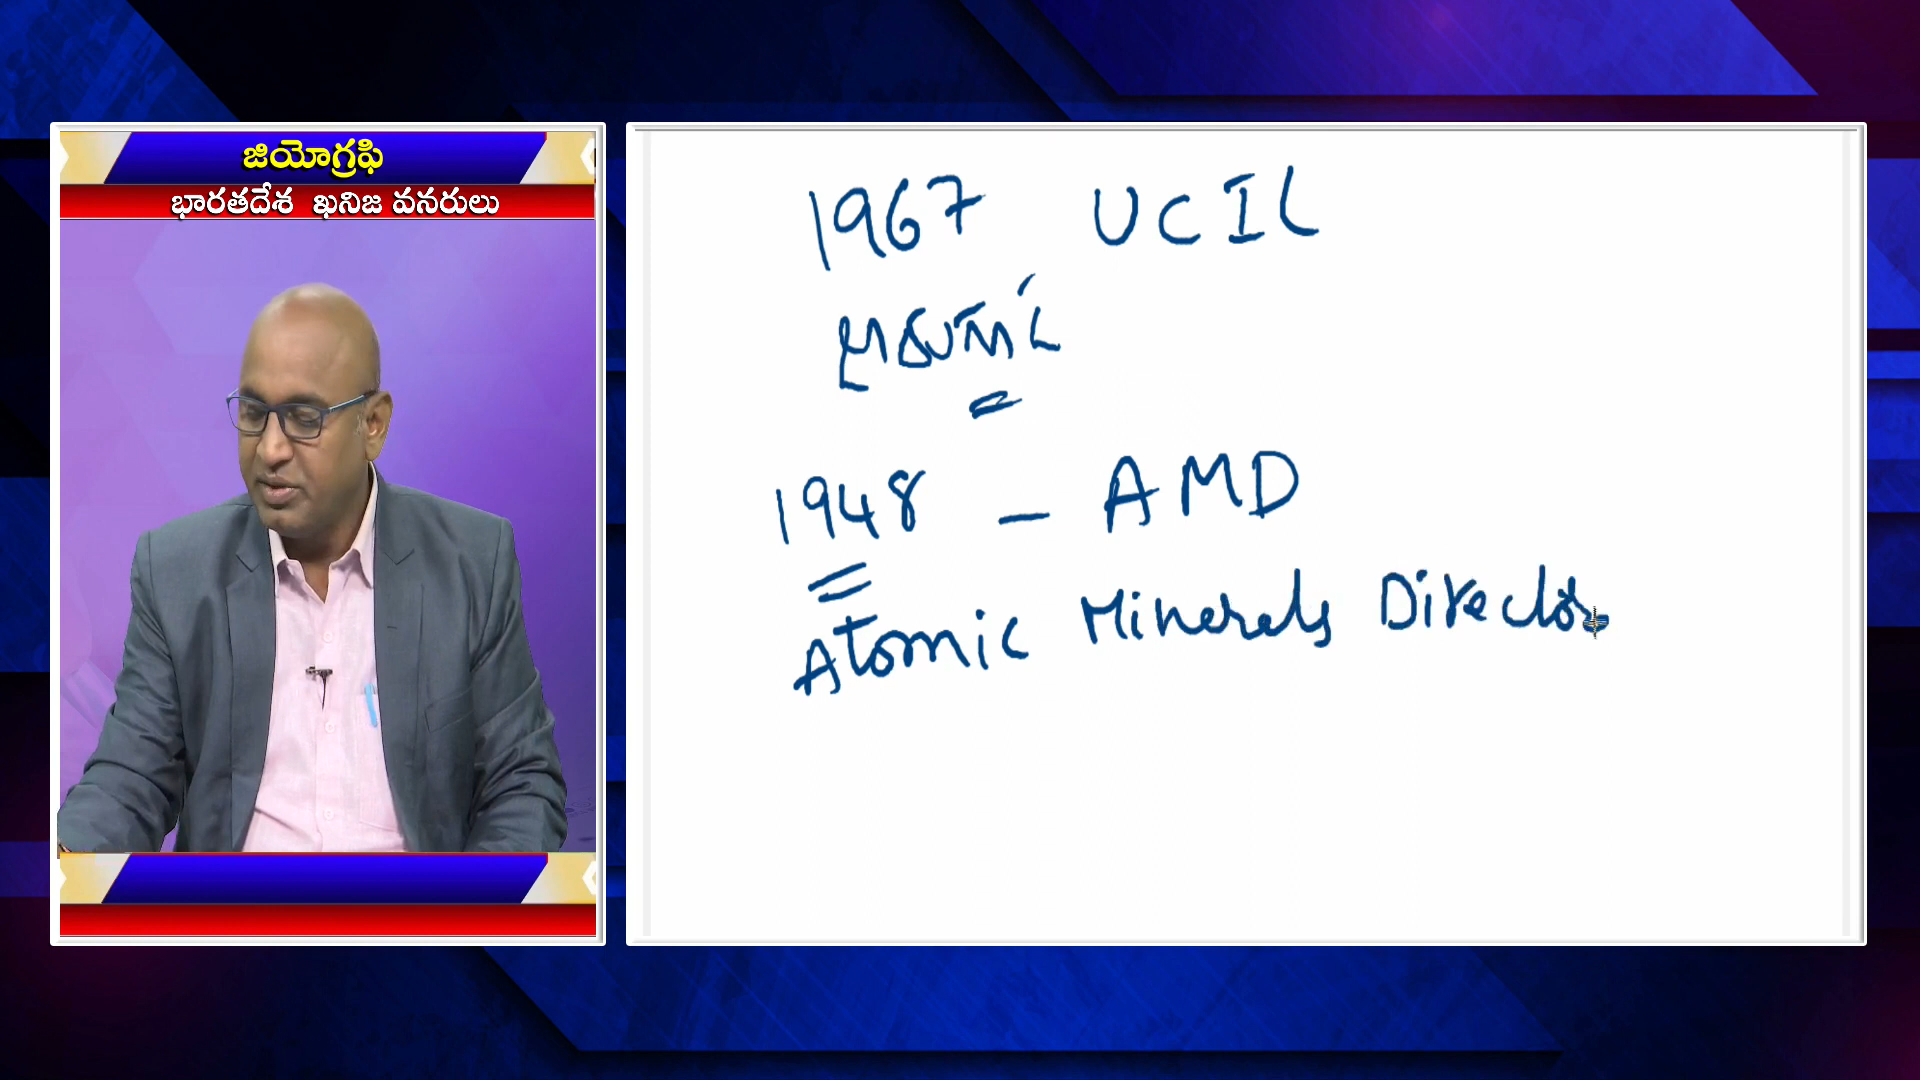 జియోగ్రఫి
భారతదేశ ఖనిజ వనరులు
1967 UCIL
1948 - AMD
Atomic Minerals Director